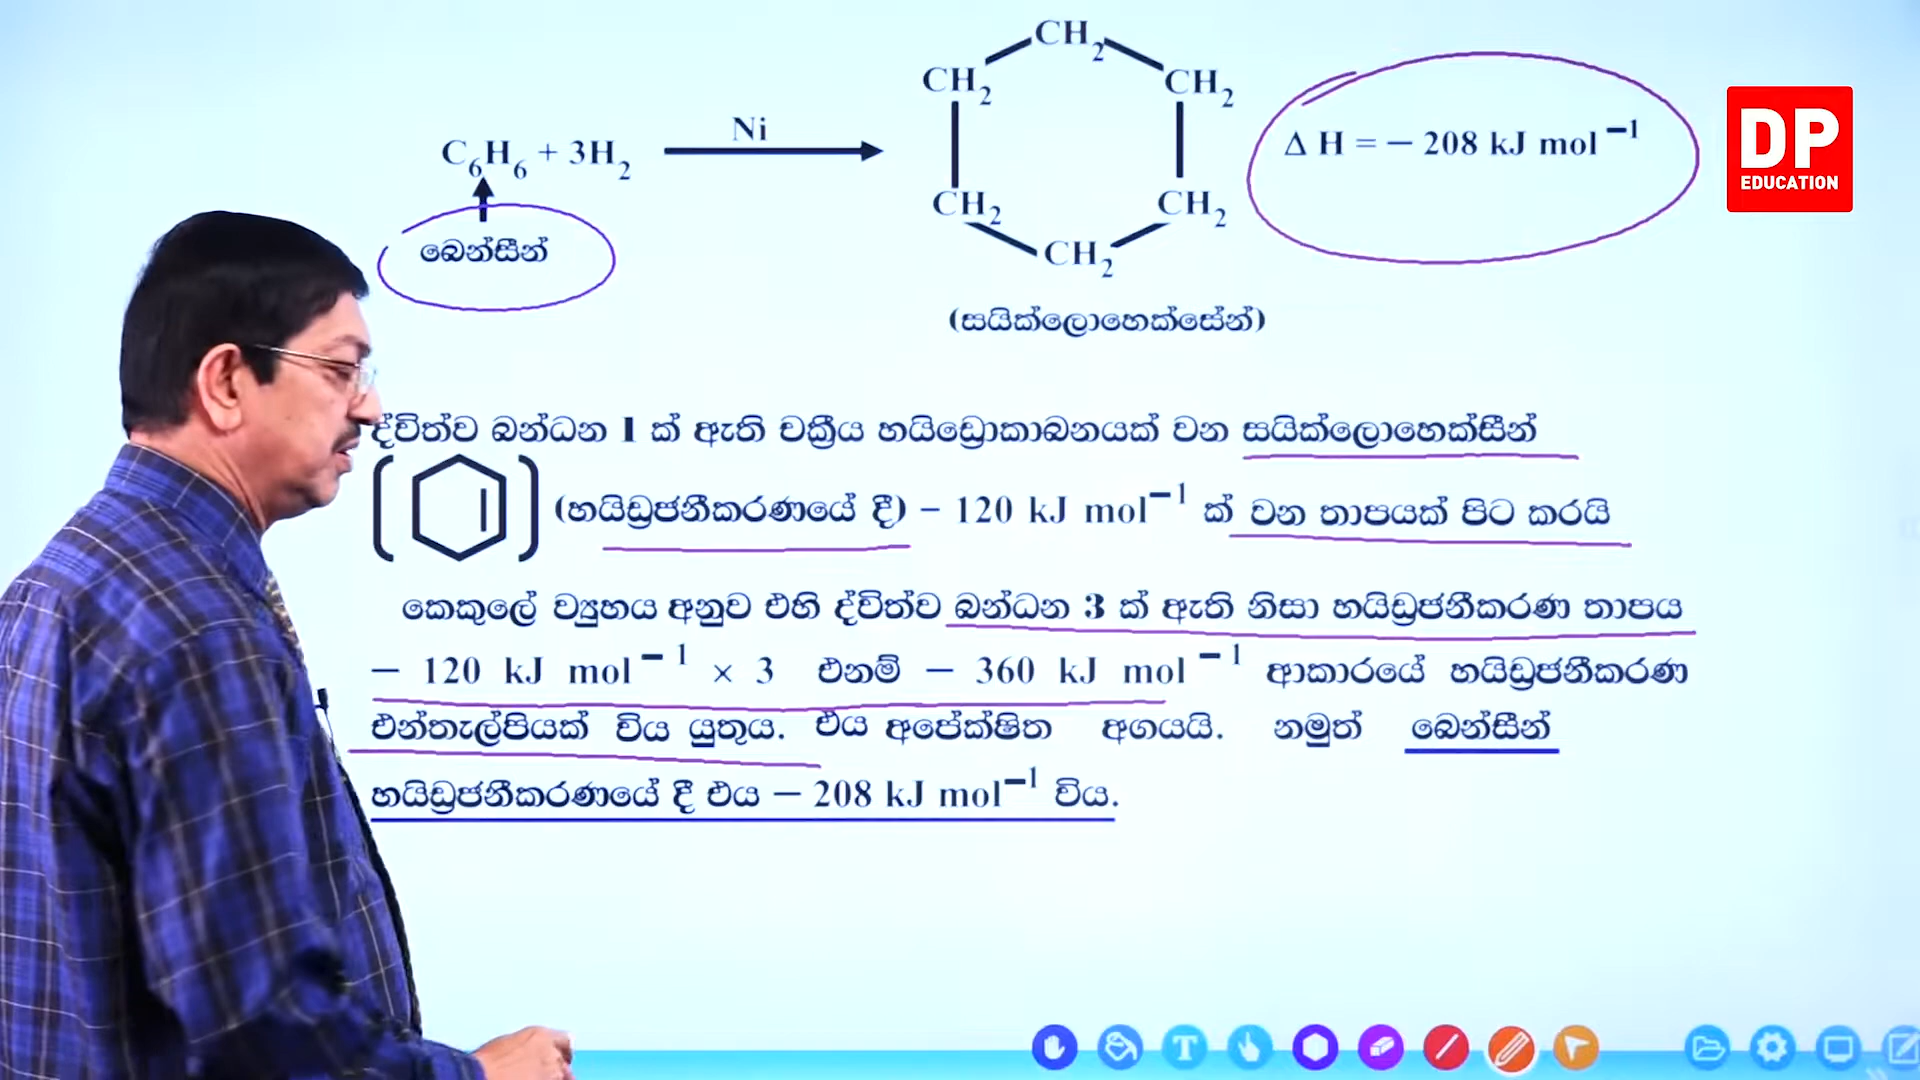 CH2
CH2 CH2
C6H6 + 3H2 Ni Δ H = – 208 kJ mol–1
CH2 CH2
CH2
බෙන්සීන්
(සයික්ලොහෙක්සේන්)
DP
EDUCATION
ද්විත්ව බන්ධන 1 ක් ඇති චක්‍රීය හයිඩ්‍රොකාබනයක් වන සයික්ලොහෙක්සීන්
(හයිඩ්‍රජනීකරණයේ දී) – 120 kJ mol–1 ක් වන තාපයක් පිට කරයි
කෙකුලේ ව්‍යුහය අනුව එහි ද්විත්ව බන්ධන 3 ක් ඇති නිසා හයිඩ්‍රජනීකරණ තාපය
– 120 kJ mol–1 × 3 එනම් – 360 kJ mol–1 ආකාරයේ හයිඩ්‍රජනීකරණ
එන්තැල්පියක් විය යුතුය. එය අපේක්ෂිත අගයයි. නමුත් බෙන්සීන්
හයිඩ්‍රජනීකරණයේ දී එය – 208 kJ mol–1 විය.
T